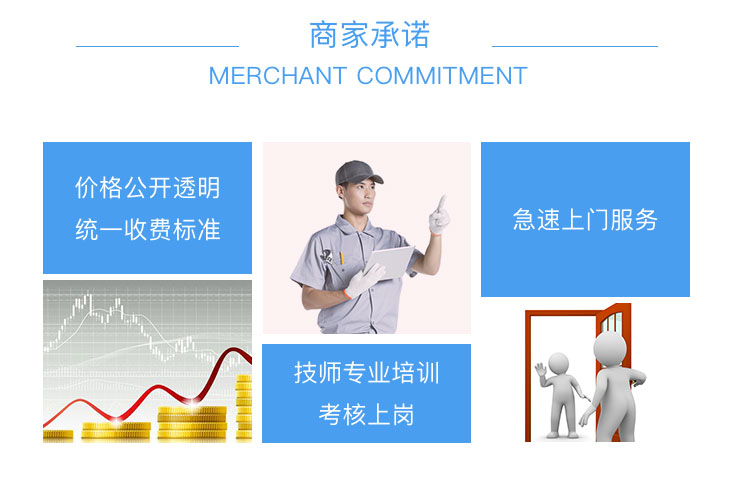 商家承诺
MERCHANT COMMITMENT
价格公开透明
统一收费标准
急速上门服务
技师专业培训
考核上岗